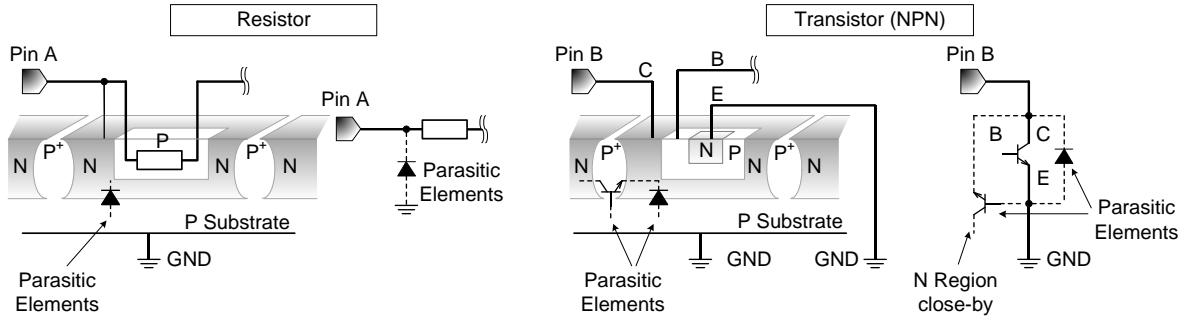 Resistor
Transistor (NPN)
Pin A
Pin A
N
P+
N
P
N
P+
N
Parasitic
Elements
P Substrate
GND
Parasitic
Elements
Pin B
C
B
E
N
P+
N
N
P
N
P+
N
P Substrate
GND
GND
Parasitic
Elements
Pin B
B
C
E
Parasitic
Elements
N Region
close-by